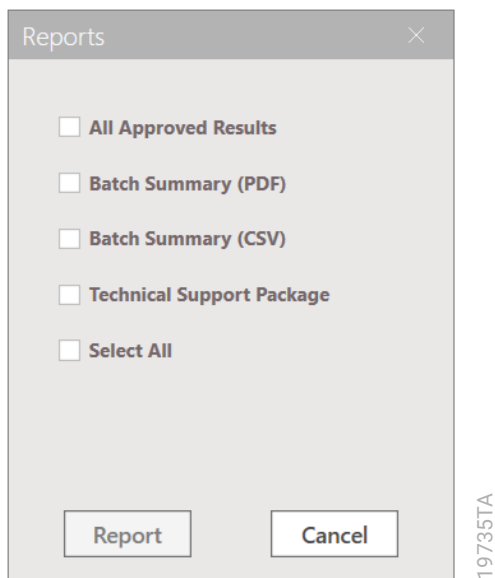 Reports
All Approved Results
Batch Summary (PDF)
Batch Summary (CSV)
Technical Support Package
Select All
Report
Cancel
19735TA